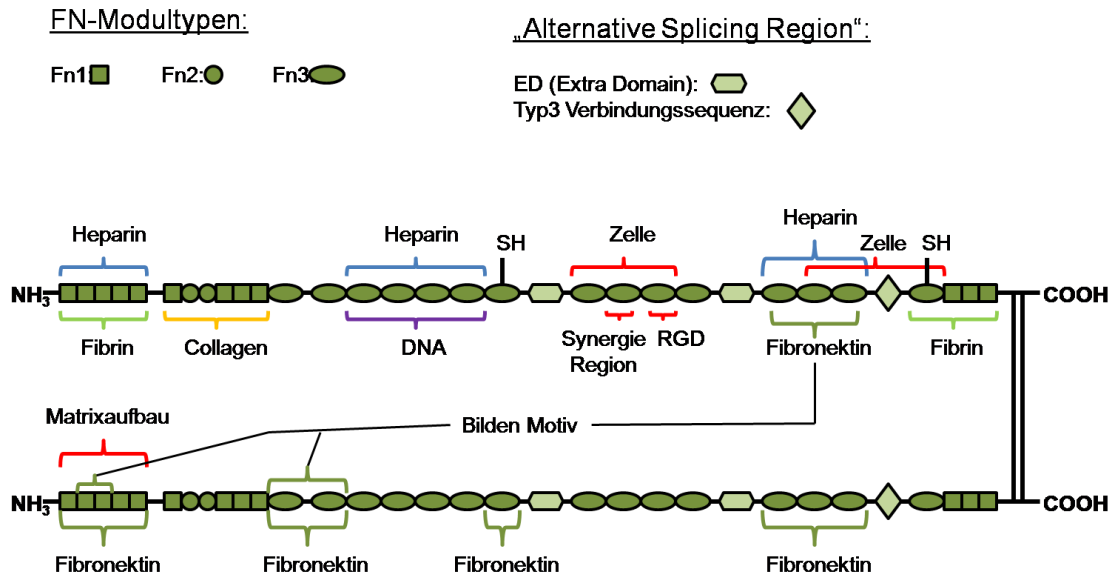 FN-Modultypen:
„Alternative Splicing Region“:
Fn1: Fn2: Fn3:
ED (Extra Domain):
Typ3 Verbindungssequenz:
Heparin Heparin SH Zelle Heparin Zelle SH
NH3 COOH
Fibrin Collagen DNA Synergie Region RGD Fibronektin Fibrin
Matrixaufbau
Bilden Motiv
NH3 COOH
Fibronektin Fibronektin Fibronektin Fibronektin